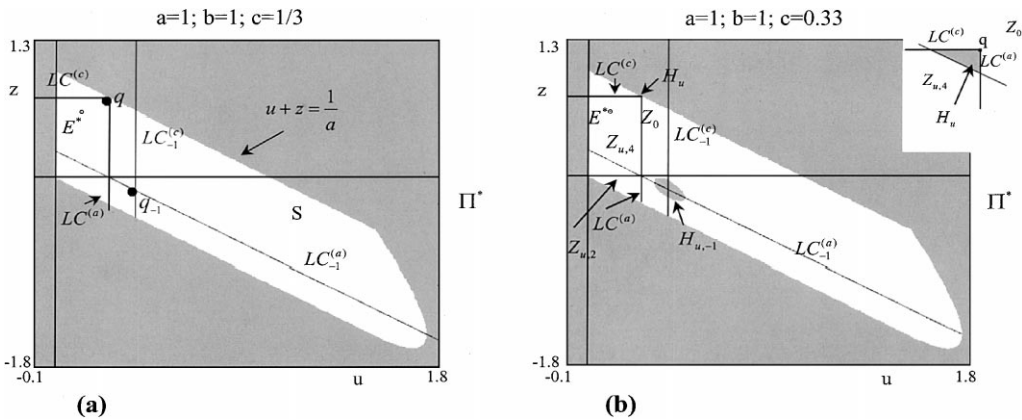 a=1; b=1; c=1/3
1.3
z
LC^{(c)}
q
E^{*°}
u + z = \frac{1}{a}
LC_{-1}^{(c)}
Π^*
q_{-1}
LC^{(a)}
S
LC_{-1}^{(a)}
-1.8
-0.1
u
1.8
(a)
a=1; b=1; c=0.33
1.3
z
LC^{(c)}
H_u
E^{*°}
Z_0
LC_{-1}^{(c)}
Z_{u,4}
Π^*
LC^{(a)}
Z_{u,2}
H_{u,-1}
LC_{-1}^{(a)}
-1.8
-0.1
u
1.8
(b)
LC^{(c)}
q
Z_0
LC^{(a)}
Z_{u,4}
H_u